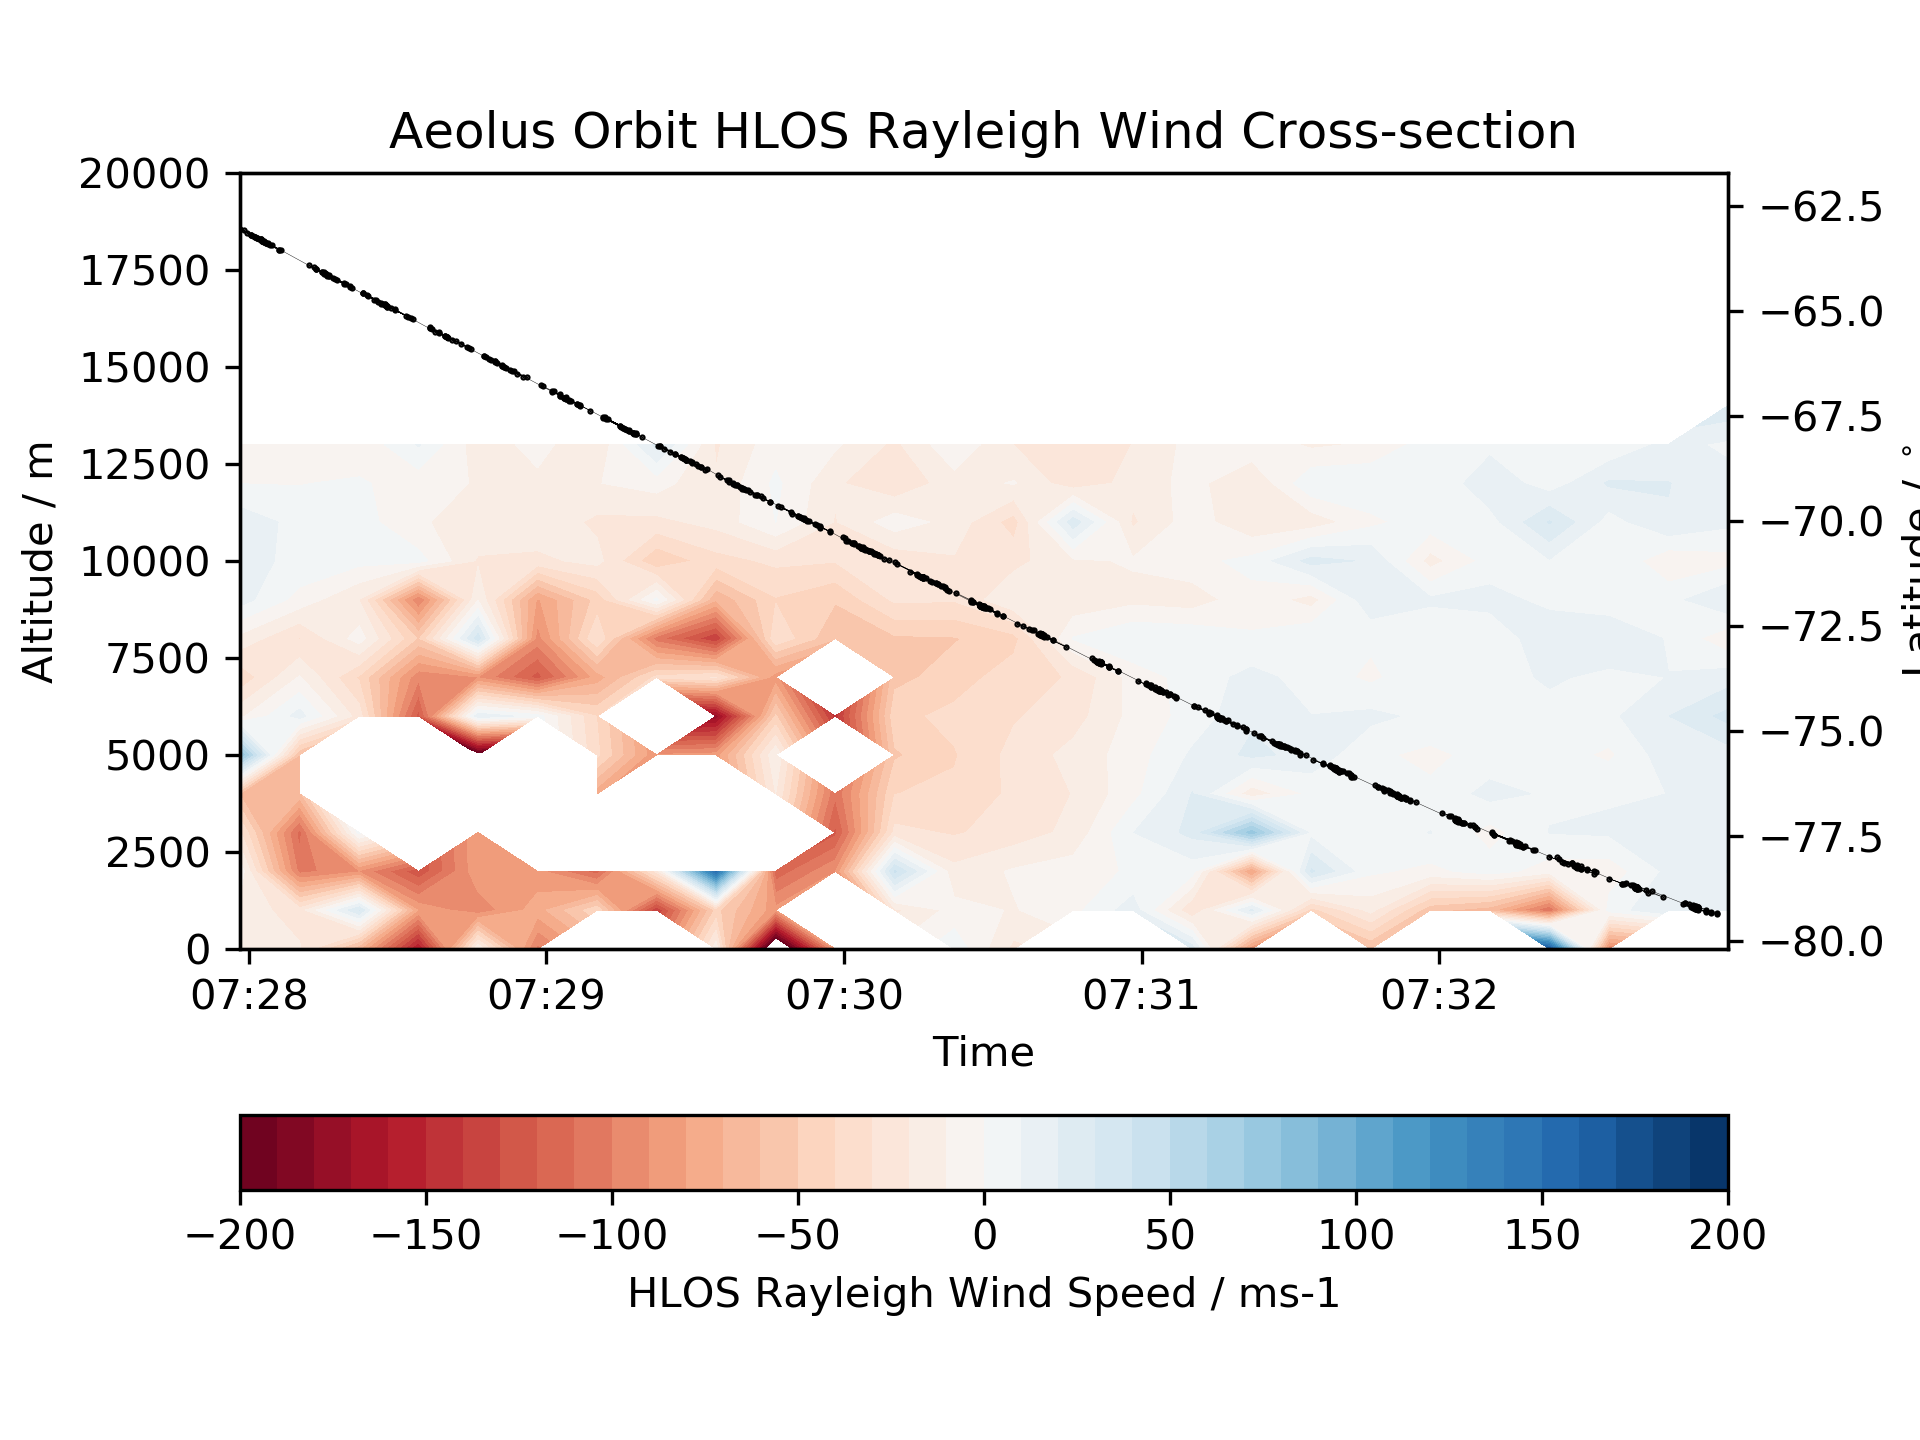 Aeolus Orbit HLOS Rayleigh Wind Cross-section
20000
17500
15000
12500
10000
7500
5000
2500
0
Altitude / m
−62.5
−65.0
−67.5
−70.0
−72.5
−75.0
−77.5
−80.0
Latitude / °
07:28 07:29 07:30 07:31 07:32
Time
−200 −150 −100 −50 0 50 100 150 200
HLOS Rayleigh Wind Speed / ms-1